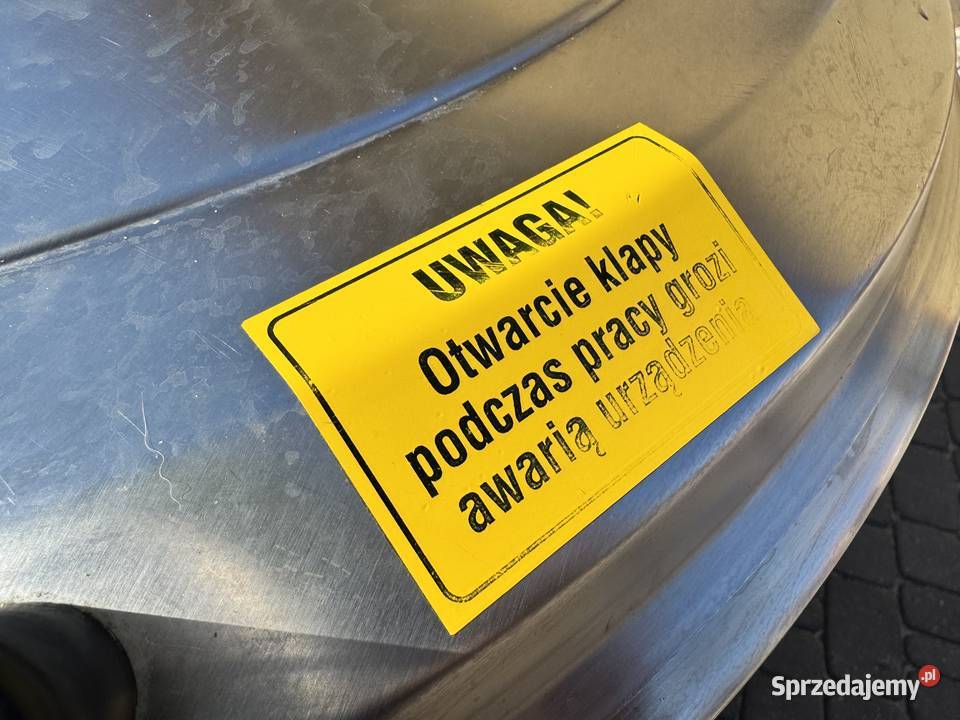 UWAGA!
Otwarcie klapy
podczas pracy grozi
awarią urządzenia
Sprzedajemy.pl